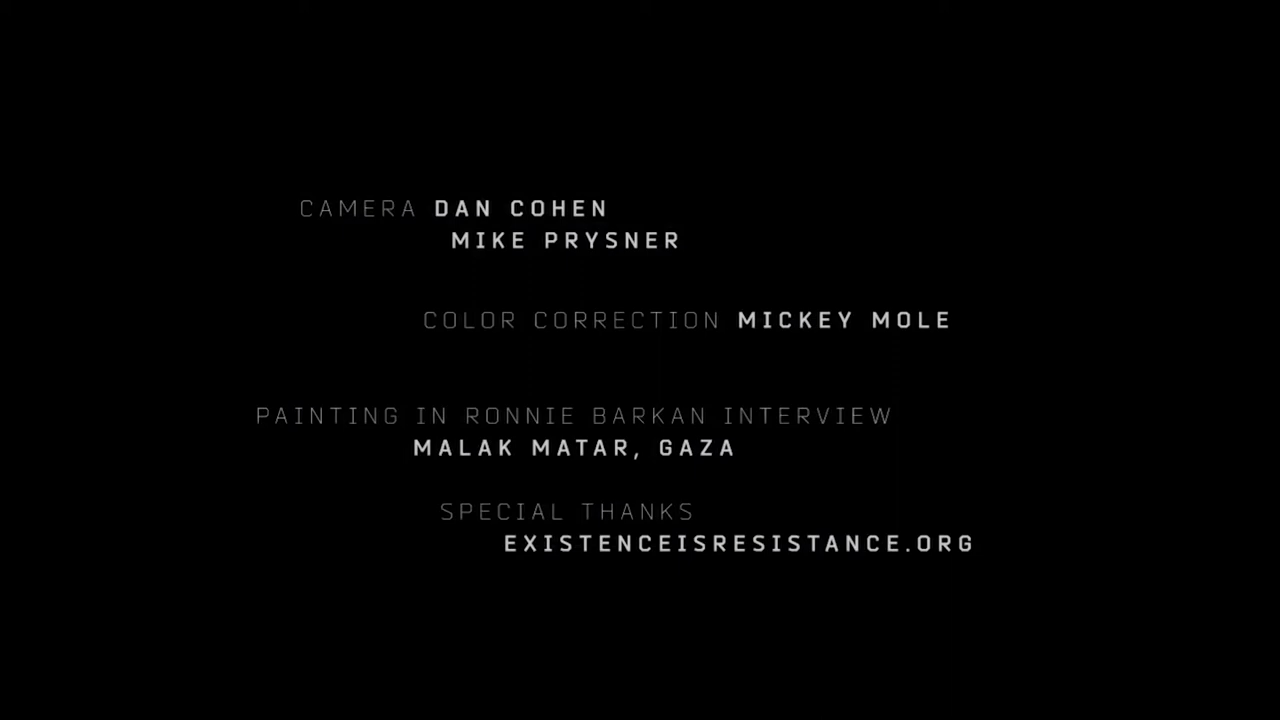 CAMERA DAN COHEN
MIKE PRYSNER
COLOR CORRECTION MICKEY MOLE
PAINTING IN RONNIE BARKAN INTERVIEW
MALAK MATAR, GAZA
SPECIAL THANKS
EXISTENCEISRESISTANCE.ORG